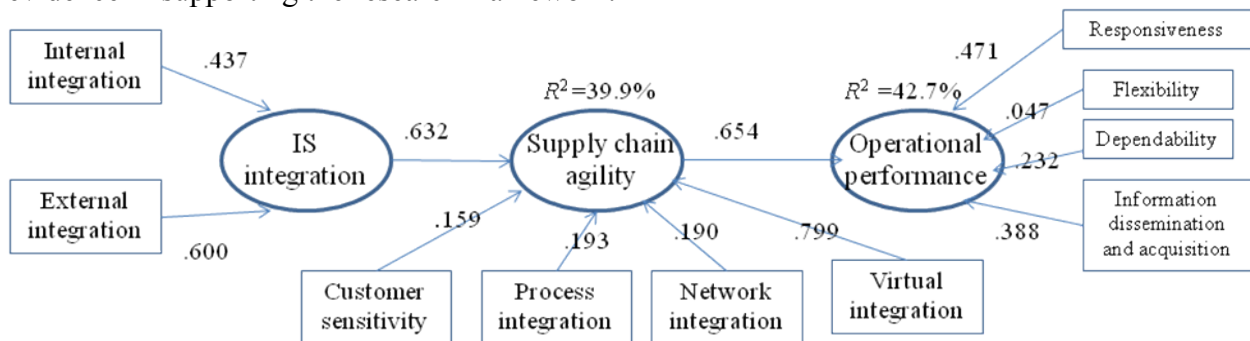 Internal
integration
.437
External
integration
.600
IS
integration
.632
R²=39.9%
Supply chain
agility
.654
R² =42.7%
Operational
performance
.471
Responsiveness
.047
Flexibility
.232
Dependability
.388
Information
dissemination
and acquisition
.159
.193
.190
.799
Customer
sensitivity
Process
integration
Network
integration
Virtual
integration